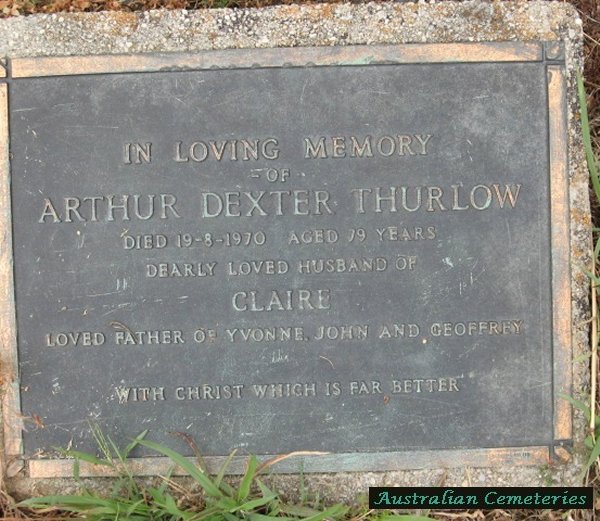 IN LOVING MEMORY
OF
ARTHUR DEXTER THURLOW
DIED 19-8-1970 AGED 79 YEARS
DEARLY LOVED HUSBAND OF
CLAIRE
LOVED FATHER OF YVONNE, JOHN AND GEOFFREY
WITH CHRIST WHICH IS FAR BETTER
Australian Cemeteries